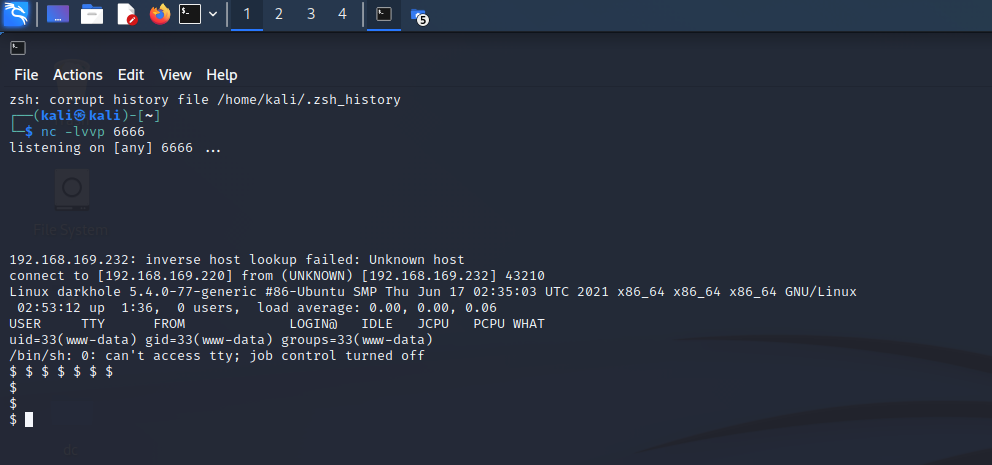 1 2 3 4 5
File Actions Edit View Help
zsh: corrupt history file /home/kali/.zsh_history
┌──(kali㉿kali)-[~]
└─$ nc -lvvp 6666
listening on [any] 6666 ...
File System
192.168.169.232: inverse host lookup failed: Unknown host
connect to [192.168.169.220] from (UNKNOWN) [192.168.169.232] 43210
Linux darkhole 5.4.0-77-generic #86-Ubuntu SMP Thu Jun 17 02:35:03 UTC 2021 x86_64 x86_64 x86_64 GNU/Linux
02:53:12 up 1:36, 0 users, load average: 0.00, 0.00, 0.06
USER TTY FROM LOGIN@ IDLE JCPU PCPU WHAT
uid=33(www-data) gid=33(www-data) groups=33(www-data)
/bin/sh: 0: can't access tty; job control turned off
$ $ $ $ $ $ $
$
$
$
dc